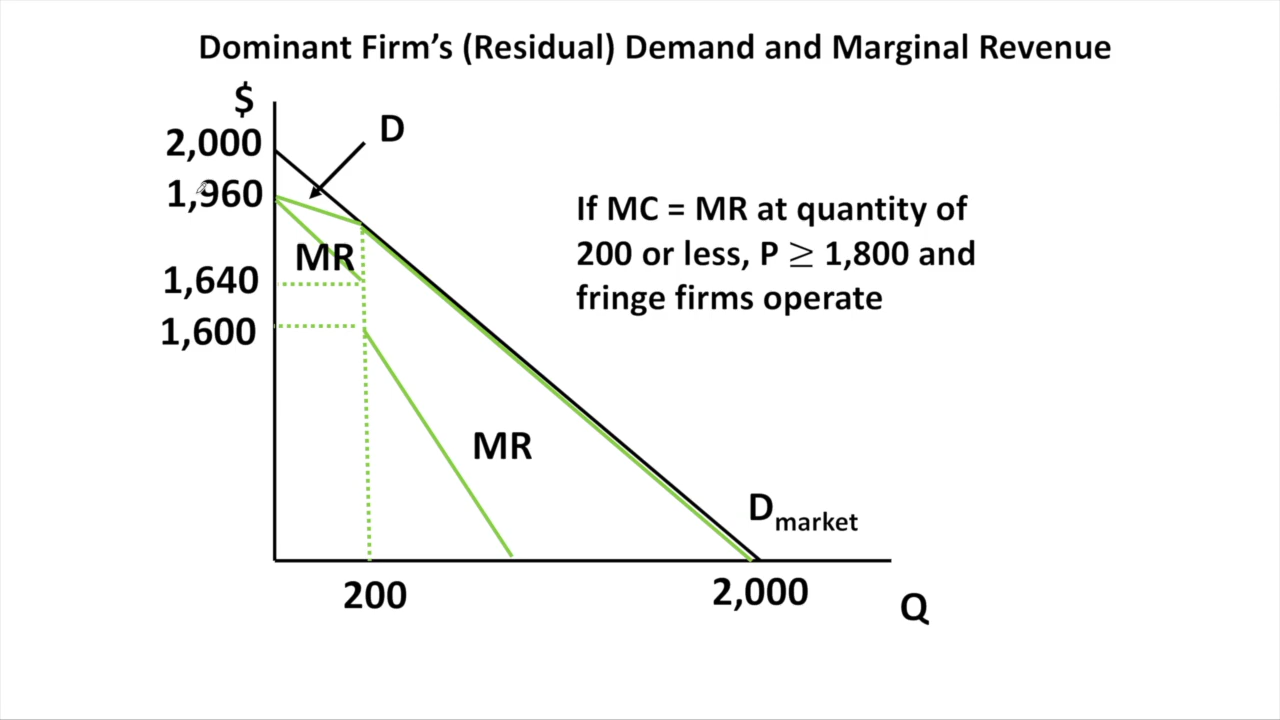 Dominant Firm’s (Residual) Demand and Marginal Revenue
$
2,000
D
1,960
If MC = MR at quantity of
200 or less, P ≥ 1,800 and
fringe firms operate
MR
1,640
1,600
MR
D market
200
2,000
Q